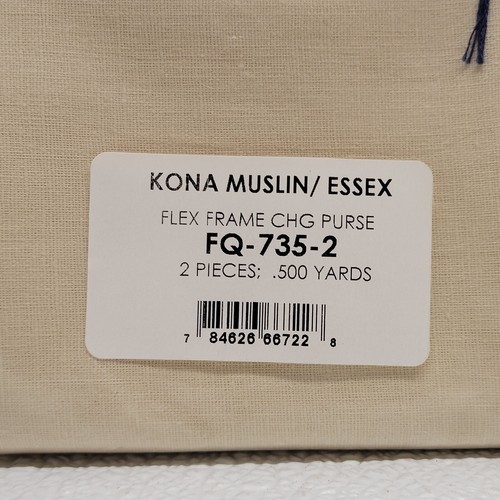 KONA MUSLIN/ ESSEX
FLEX FRAME CHG PURSE
FQ-735-2
2 PIECES; .500 YARDS
7 84626 66722 8